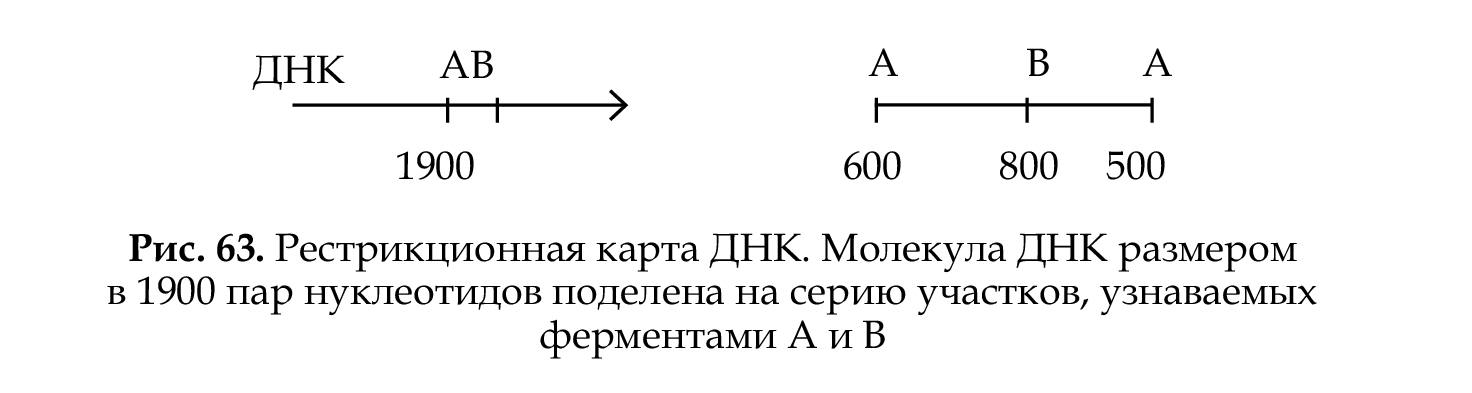 ДНК АВ А В А
1900 600 800 500
Рис. 63. Рестрикционная карта ДНК. Молекула ДНК размером
в 1900 пар нуклеотидов поделена на серию участков, узнаваемых
ферментами А и В